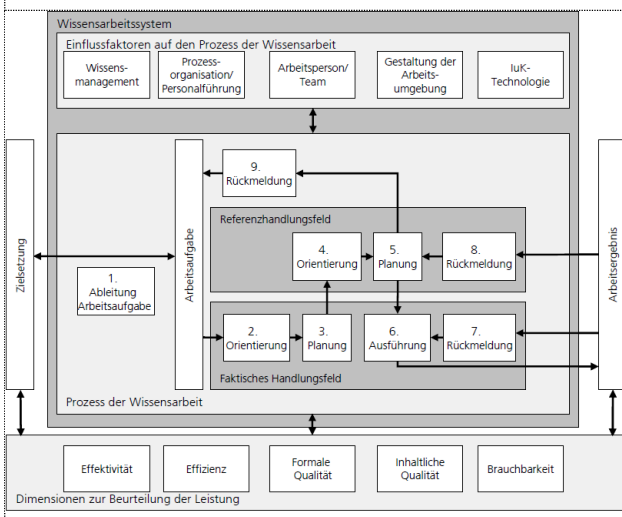 Wissensarbeitssystem
Einflussfaktoren auf den Prozess der Wissensarbeit
Wissens-
management
Prozess-
organisation/
Personalführung
Arbeitsperson/
Team
Gestaltung der
Arbeits-
umgebung
IuK-
Technologie
Zielsetzung
1.
Ableitung
Arbeitsaufgabe
Arbeitsaufgabe
9.
Rückmeldung
Referenzhandlungsfeld
4.
Orientierung
5.
Planung
8.
Rückmeldung
2.
Orientierung
3.
Planung
6.
Ausführung
7.
Rückmeldung
Faktisches Handlungsfeld
Prozess der Wissensarbeit
Arbeitsergebnis
Effektivität
Effizienz
Formale
Qualität
Inhaltliche
Qualität
Brauchbarkeit
Dimensionen zur Beurteilung der Leistung